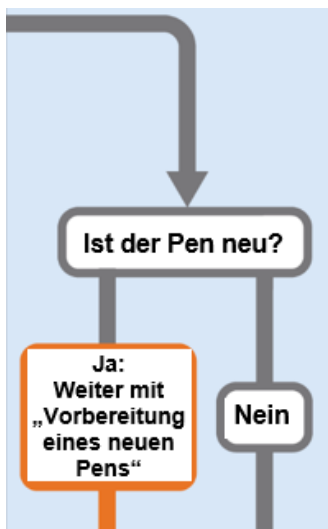 Ist der Pen neu?
Ja:
Weiter mit
„Vorbereitung
eines neuen
Pens“
Nein